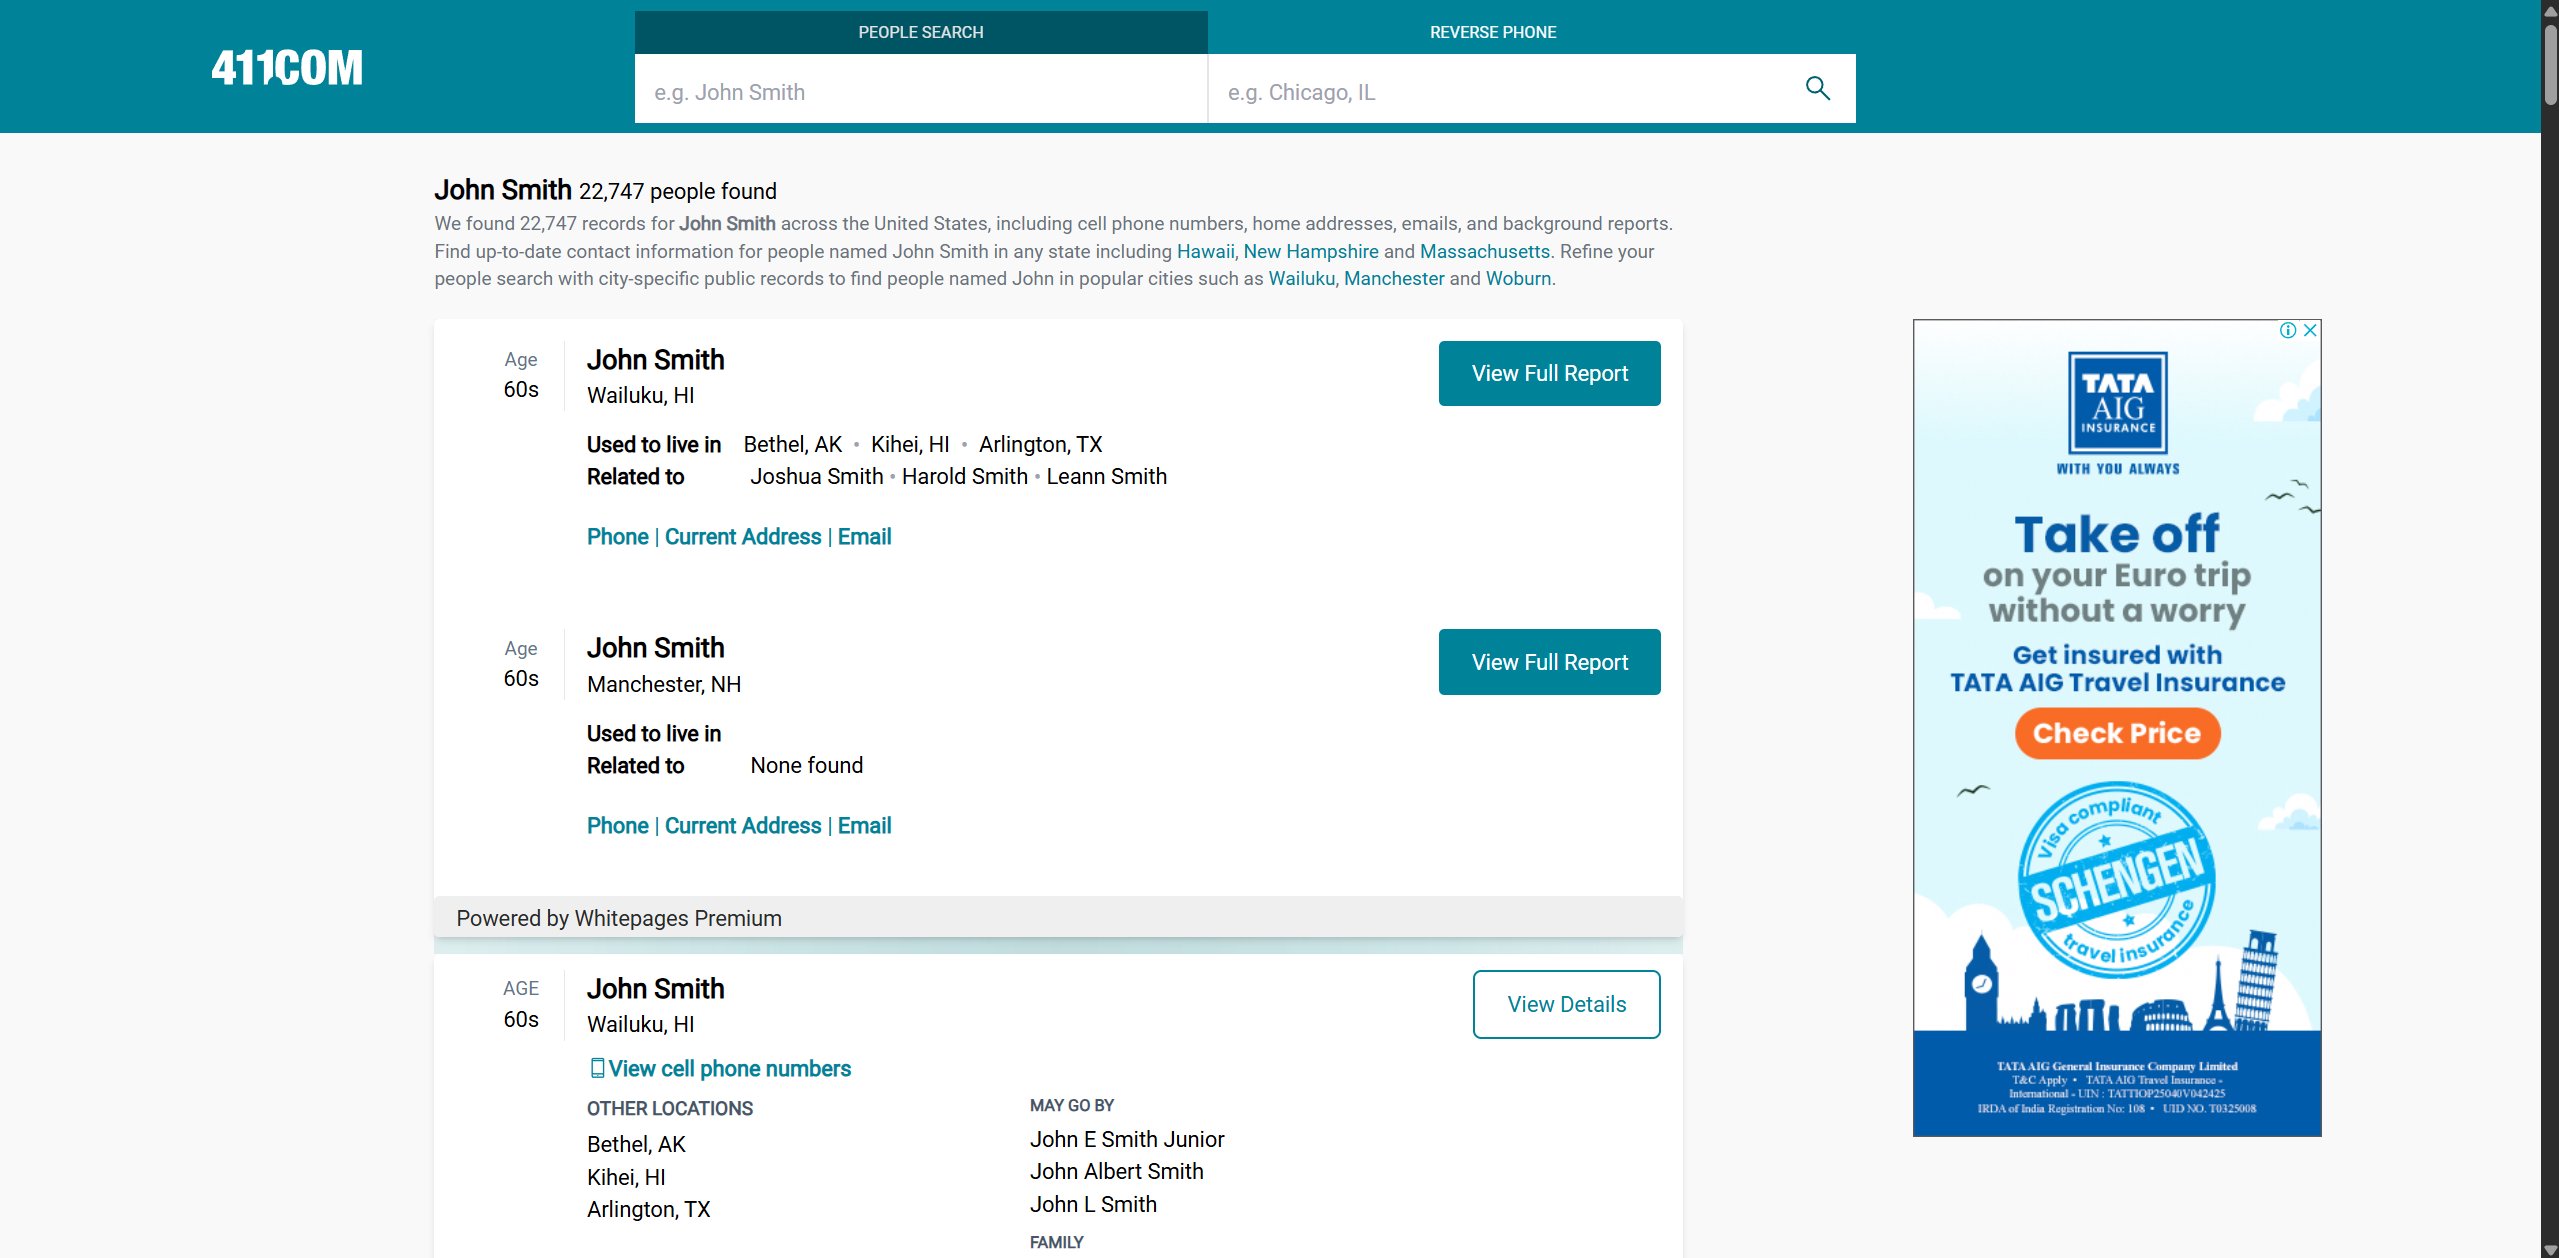 411COM
PEOPLE SEARCH
REVERSE PHONE
e.g. John Smith
e.g. Chicago, IL
John Smith 22,747 people found
We found 22,747 records for John Smith across the United States, including cell phone numbers, home addresses, emails, and background reports.
Find up-to-date contact information for people named John Smith in any state including Hawaii, New Hampshire and Massachusetts. Refine your
people search with city-specific public records to find people named John in popular cities such as Wailuku, Manchester and Woburn.
Age
60s
John Smith
Wailuku, HI
View Full Report
Used to live in Bethel, AK • Kihei, HI • Arlington, TX
Related to Joshua Smith • Harold Smith • Leann Smith
Phone | Current Address | Email
Age
60s
John Smith
Manchester, NH
View Full Report
Used to live in
Related to None found
Phone | Current Address | Email
Powered by Whitepages Premium
AGE
60s
John Smith
Wailuku, HI
View Details
View cell phone numbers
OTHER LOCATIONS
Bethel, AK
Kihei, HI
Arlington, TX
MAY GO BY
John E Smith Junior
John Albert Smith
John L Smith
FAMILY
TATA
AIG
INSURANCE
WITH YOU ALWAYS
Take off
on your Euro trip
without a worry
Get insured with
TATA AIG Travel Insurance
Check Price
Visa compliant
SCHENGEN
travel insurance
TATA AIG General Insurance Company Limited
T&C Apply • TATA AIG Travel Insurance -
International - UIN : TATTIOP25040V042425
IRDA of India Registration No: 108 • UID NO. T0325008